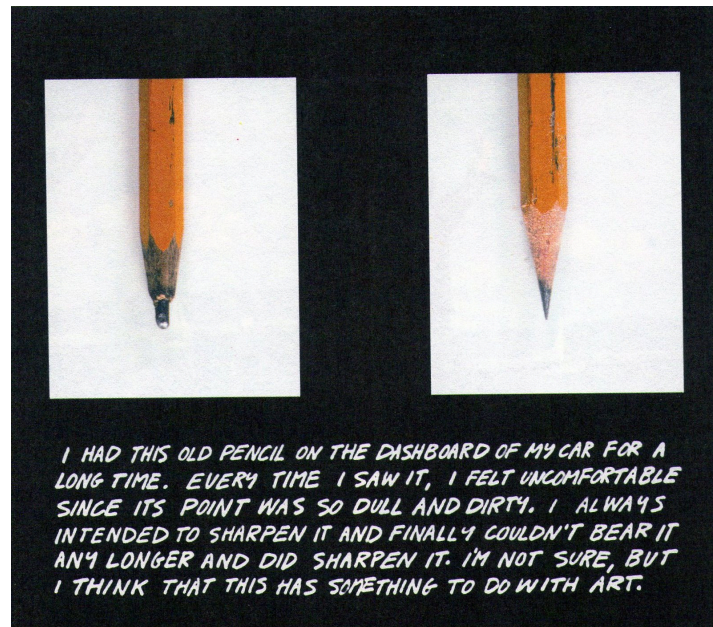 I HAD THIS OLD PENCIL ON THE DASHBOARD OF MY CAR FOR A
LONG TIME. EVERY TIME I SAW IT, I FELT UNCOMFORTABLE
SINCE ITS POINT WAS SO DULL AND DIRTY. I ALWAYS
INTENDED TO SHARPEN IT AND FINALLY COULDN'T BEAR IT
ANY LONGER AND DID SHARPEN IT. I'M NOT SURE, BUT
I THINK THAT THIS HAS SOMETHING TO DO WITH ART.